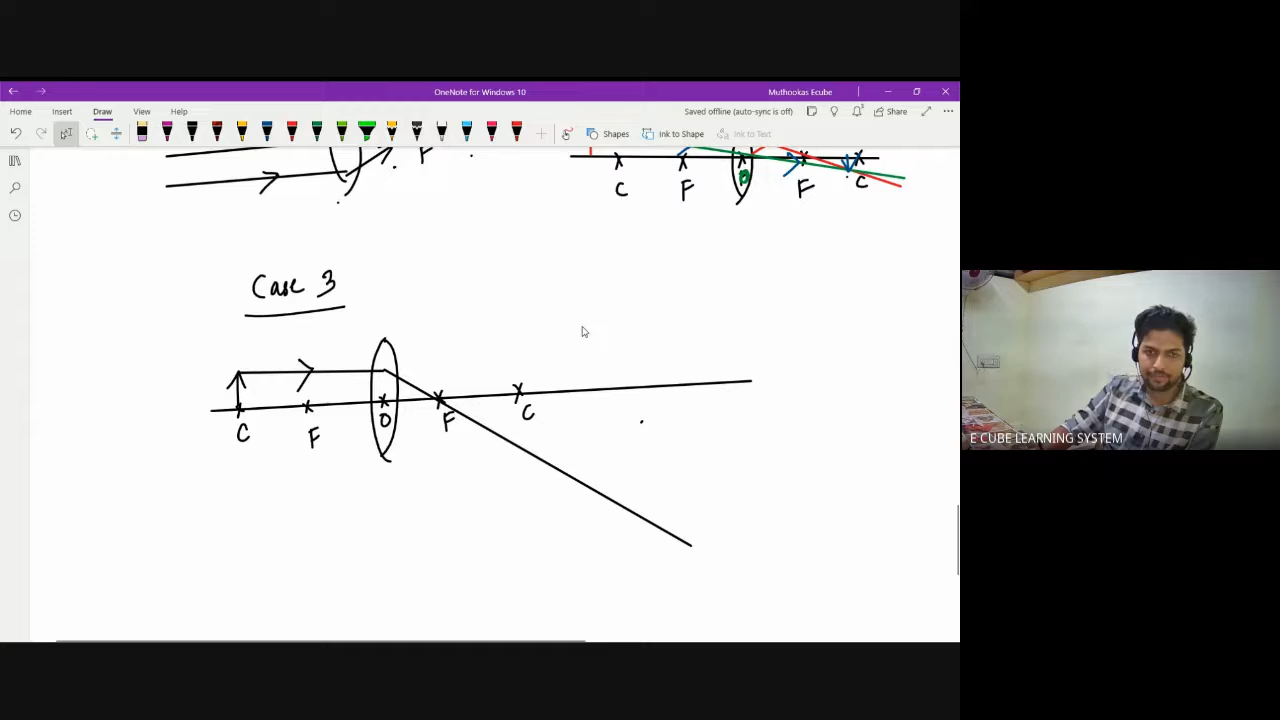 OneNote for Windows 10
Muthookas Ecube
Home Insert Draw View Help
Saved offline (auto-sync is off)
3
Share
Shapes
Ink to Shape
Ink to Text
F
C F F C
Case 3
C F O F C
E CUBE LEARNING SYSTEM